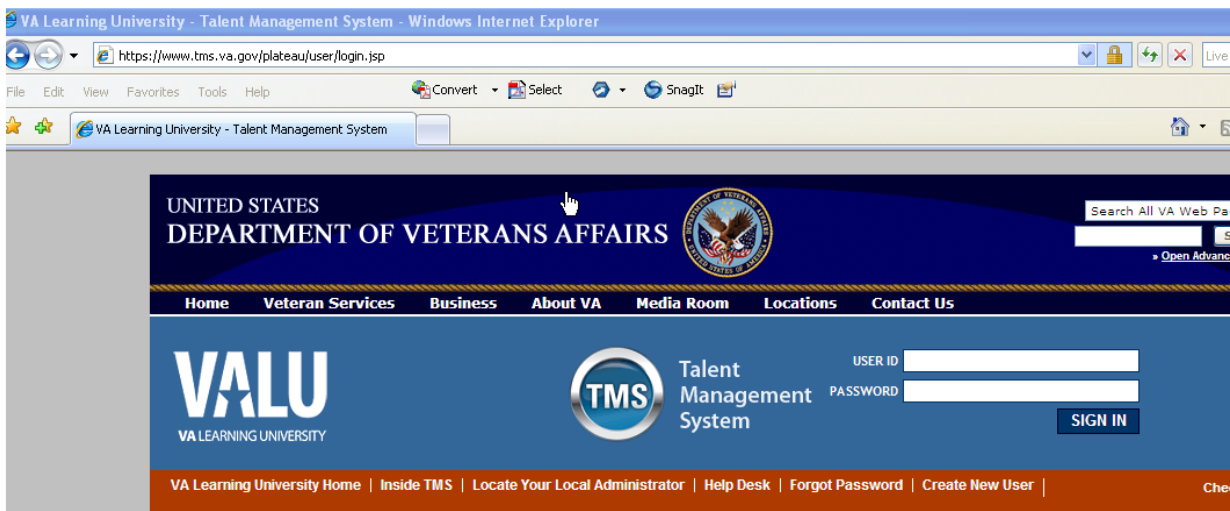 VA Learning University - Talent Management System - Windows Internet Explorer
https://www.tms.va.gov/plateau/user/login.jsp
Live
File Edit View Favorites Tools Help Convert Select SnagIt
VA Learning University - Talent Management System
UNITED STATES
DEPARTMENT OF VETERANS AFFAIRS
Search All VA Web Pa
S
» Open Advanc
Home Veteran Services Business About VA Media Room Locations Contact Us
VALU
VA LEARNING UNIVERSITY
TMS
Talent
Management
System
USER ID
PASSWORD
SIGN IN
VA Learning University Home | Inside TMS | Locate Your Local Administrator | Help Desk | Forgot Password | Create New User |
Chec